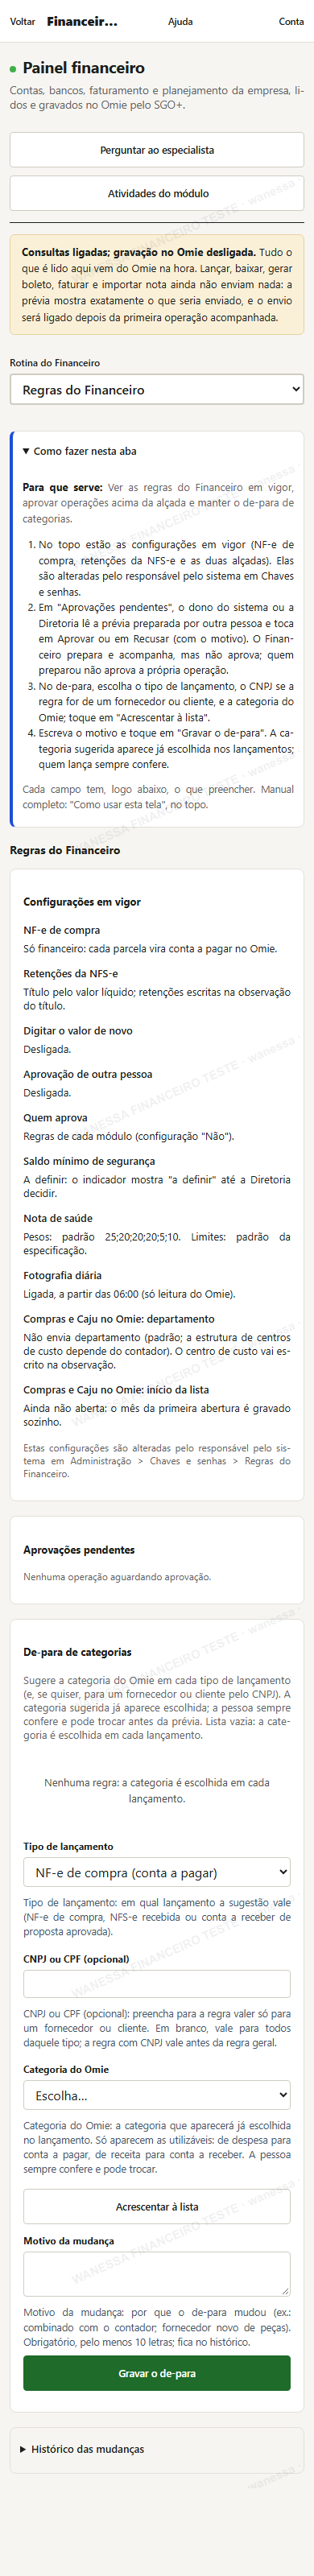 Voltar Financeir... Ajuda Conta
Painel financeiro
Contas, bancos, faturamento e planejamento da empresa, li-
dos e gravados no Omie pelo SGO+.
Perguntar ao especialista
Atividades do módulo
Consultas ligadas; gravação no Omie desligada. Tudo o
que é lido aqui vem do Omie na hora. Lançar, baixar, gerar
boleto, faturar e importar nota ainda não enviam nada: a
prévia mostra exatamente o que seria enviado, e o envio
será ligado depois da primeira operação acompanhada.
Rotina do Financeiro
Regras do Financeiro
▼ Como fazer nesta aba
Para que serve: Ver as regras do Financeiro em vigor,
aprovar operações acima da alçada e manter o de-para de
categorias.
1. No topo estão as configurações em vigor (NF-e de
compra, retenções da NFS-e e as duas alçadas). Elas
são alteradas pelo responsável pelo sistema em Chaves
e senhas.
2. Em "Aprovações pendentes", o dono do sistema ou a
Diretoria lê a prévia preparada por outra pessoa e toca
em Aprovar ou em Recusar (com o motivo). O Finan-
ceiro prepara e acompanha, mas não aprova; quem
preparou não aprova a própria operação.
3. No de-para, escolha o tipo de lançamento, o CNPJ se a
regra for de um fornecedor ou cliente, e a categoria do
Omie; toque em "Acrescentar à lista".
4. Escreva o motivo e toque em "Gravar o de-para". A ca-
tegoria sugerida aparece já escolhida nos lançamentos;
quem lança sempre confere.
Cada campo tem, logo abaixo, o que preencher. Manual
completo: "Como usar esta tela", no topo.
Regras do Financeiro
Configurações em vigor
NF-e de compra
Só financeiro: cada parcela vira conta a pagar no Omie.
Retenções da NFS-e
Título pelo valor líquido; retenções escritas na observação
do título.
Digitar o valor de novo
Desligada.
Aprovação de outra pessoa
Desligada.
Quem aprova
Regras de cada módulo (configuração "Não").
Saldo mínimo de segurança
A definir: o indicador mostra "a definir" até a Diretoria
decidir.
Nota de saúde
Pesos: padrão 25;20;20;20;5;10. Limites: padrão da
especificação.
Fotografia diária
Ligada, a partir das 06:00 (só leitura do Omie).
Compras e Caju no Omie: departamento
Não envia departamento (padrão; a estrutura de centros
de custo depende do contador). O centro de custo vai es-
crito na observação.
Compras e Caju no Omie: início da lista
Ainda não aberta: o mês da primeira abertura é gravado
sozinho.
Estas configurações são alteradas pelo responsável pelo sis-
tema em Administração > Chaves e senhas > Regras do
Financeiro.
Aprovações pendentes
Nenhuma operação aguardando aprovação.
De-para de categorias
Sugere a categoria do Omie em cada tipo de lançamento
(e, se quiser, para um fornecedor ou cliente pelo CNPJ). A
categoria sugerida já aparece escolhida; a pessoa sempre
confere e pode trocar antes da prévia. Lista vazia: a cate-
goria é escolhida em cada lançamento.
Nenhuma regra: a categoria é escolhida em cada
lançamento.
Tipo de lançamento
NF-e de compra (conta a pagar)
Tipo de lançamento: em qual lançamento a sugestão vale
(NF-e de compra, NFS-e recebida ou conta a receber de
proposta aprovada).
CNPJ ou CPF (opcional)
CNPJ ou CPF (opcional): preencha para a regra valer só para
um fornecedor ou cliente. Em branco, vale para todos
daquele tipo; a regra com CNPJ vale antes da regra geral.
Categoria do Omie
Escolha...
Categoria do Omie: a categoria que aparecerá já escolhida
no lançamento. Só aparecem as utilizáveis: de despesa para
conta a pagar, de receita para conta a receber. A pessoa
sempre confere e pode trocar.
Acrescentar à lista
Motivo da mudança
Motivo da mudança: por que o de-para mudou (ex.:
combinado com o contador; fornecedor novo de peças).
Obrigatório, pelo menos 10 letras; fica no histórico.
Gravar o de-para
▶ Histórico das mudanças